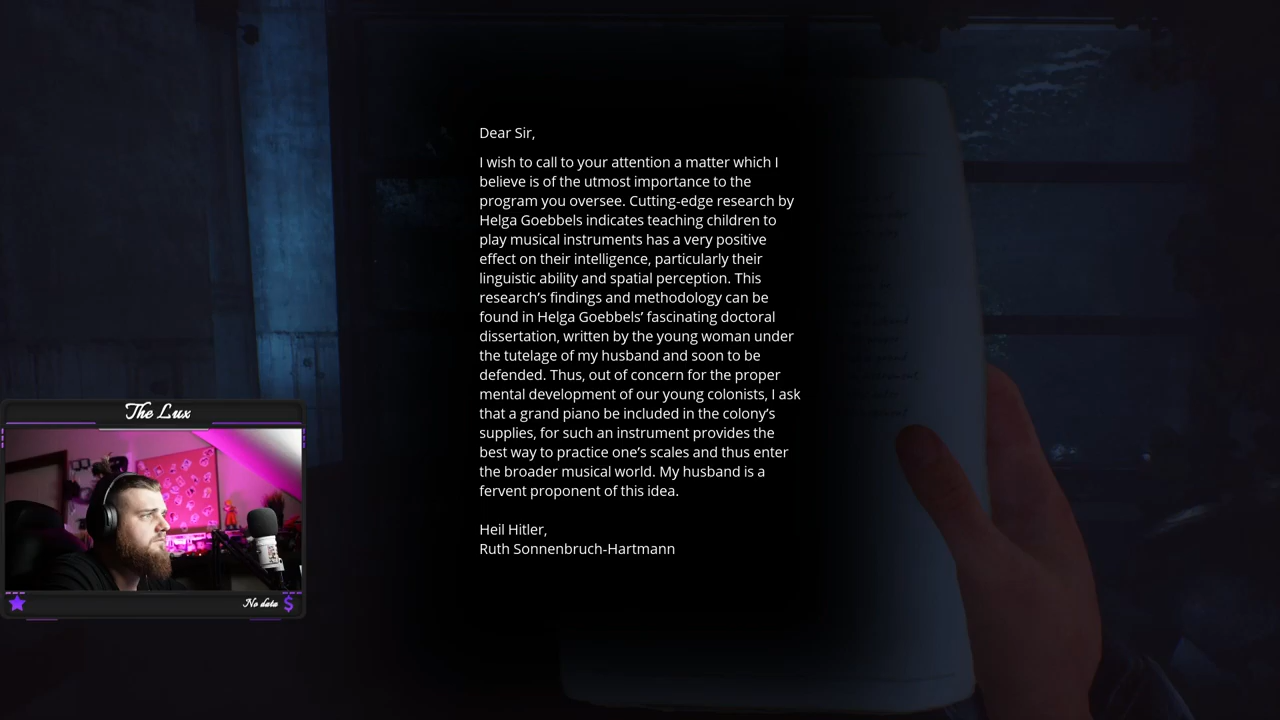 Dear Sir,
I wish to call to your attention a matter which I
believe is of the utmost importance to the
program you oversee. Cutting-edge research by
Helga Goebbels indicates teaching children to
play musical instruments has a very positive
effect on their intelligence, particularly their
linguistic ability and spatial perception. This
research’s findings and methodology can be
found in Helga Goebbels’ fascinating doctoral
dissertation, written by the young woman under
the tutelage of my husband and soon to be
defended. Thus, out of concern for the proper
mental development of our young colonists, I ask
that a grand piano be included in the colony’s
supplies, for such an instrument provides the
best way to practice one’s scales and thus enter
the broader musical world. My husband is a
fervent proponent of this idea.
Heil Hitler,
Ruth Sonnenbruch-Hartmann
The Lux
No data $